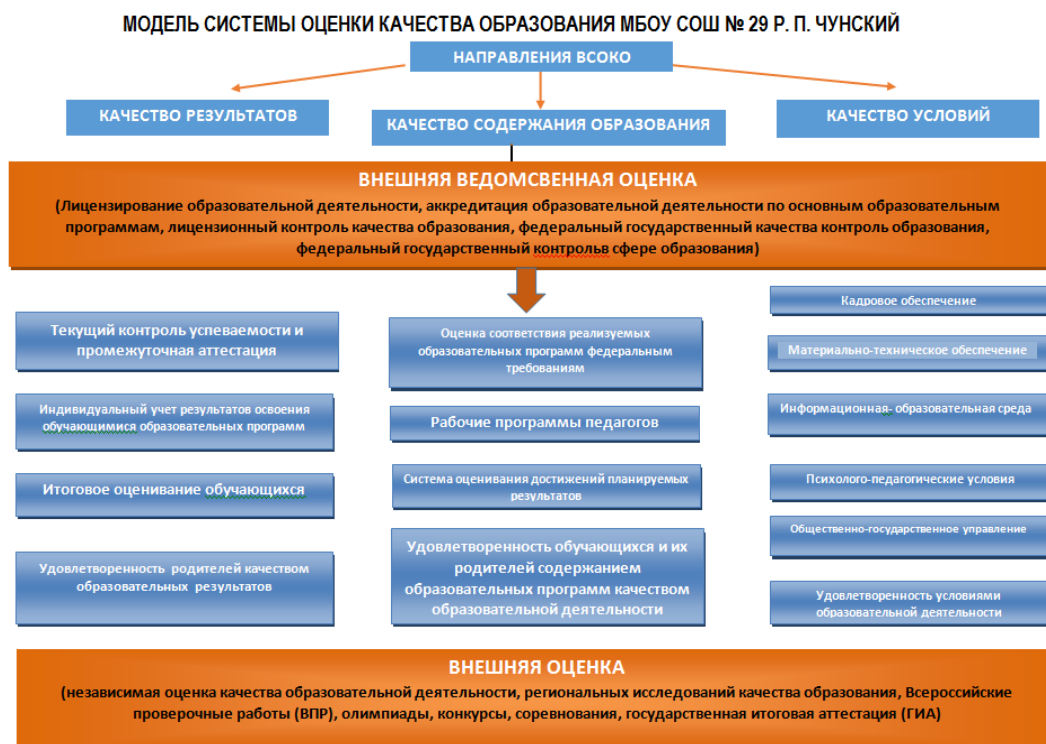 МОДЕЛЬ СИСТЕМЫ ОЦЕНКИ КАЧЕСТВА ОБРАЗОВАНИЯ МБОУ СОШ № 29 Р. П. ЧУНСКИЙ
НАПРАВЛЕНИЯ ВСОКО
КАЧЕСТВО РЕЗУЛЬТАТОВ
КАЧЕСТВО СОДЕРЖАНИЯ ОБРАЗОВАНИЯ
КАЧЕСТВО УСЛОВИЙ
ВНЕШНЯЯ ВЕДОМСВЕННАЯ ОЦЕНКА
(Лицензирование образовательной деятельности, аккредитация образовательной деятельности по основным образовательным
программам, лицензионный контроль качества образования, федеральный государственный качества контроль образования,
федеральный государственный контрольв сфере образования)
Текущий контроль успеваемости и
промежуточная аттестация
Индивидуальный учет результатов освоения
обучающимися образовательных программ
Итоговое оценивание обучающихся
Удовлетворенность родителей качеством
образовательных результатов
Оценка соответствия реализуемых
образовательных программ федеральным
требованиям
Рабочие программы педагогов
Система оценивания достижений планируемых
результатов
Удовлетворенность обучающихся и их
родителей содержанием
образовательных программ качеством
образовательной деятельности
Кадровое обеспечение
Материально-техническое обеспечение
Информационная- образовательная среда
Психолого-педагогические условия
Общественно-государственное управление
Удовлетворенность условиями
образовательной деятельности
ВНЕШНЯЯ ОЦЕНКА
(независимая оценка качества образовательной деятельности, региональных исследований качества образования, Всероссийские
проверочные работы (ВПР), олимпиады, конкурсы, соревнования, государственная итоговая аттестация (ГИА)